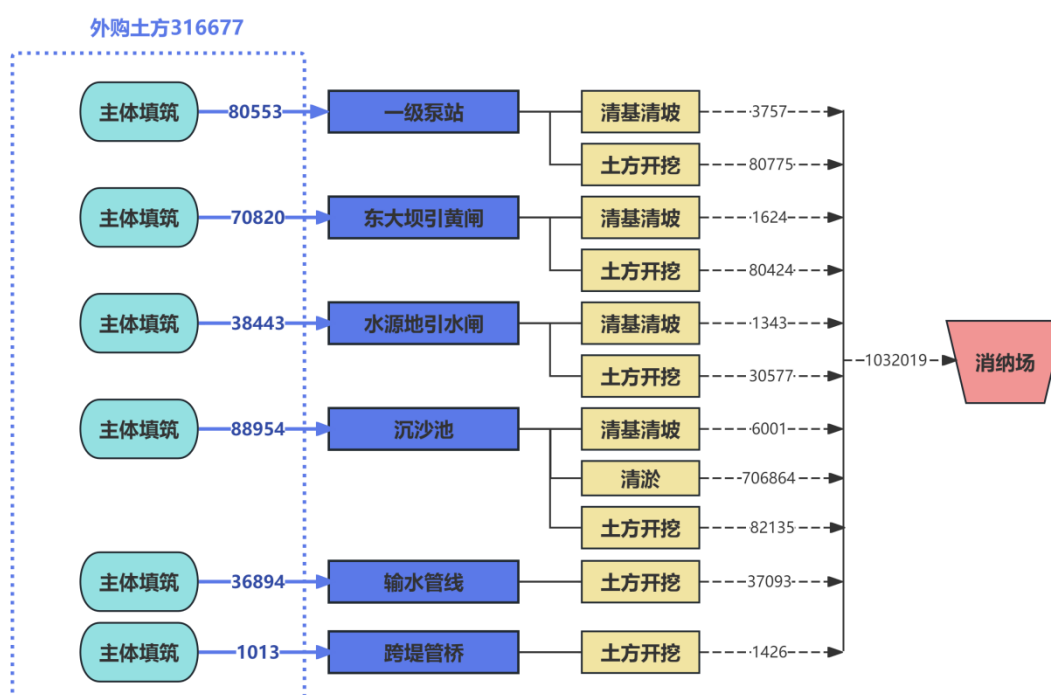 外购土方316677
主体填筑 80553 一级泵站 清基清坡 3757
土方开挖 80775
主体填筑 70820 东大坝引黄闸 清基清坡 1624
土方开挖 80424
主体填筑 38443 水源地引水闸 清基清坡 1343
1032019 消纳场
土方开挖 30577
主体填筑 88954 沉沙池 清基清坡 6001
清淤 706864
土方开挖 82135
主体填筑 36894 输水管线 土方开挖 37093
主体填筑 1013 跨堤管桥 土方开挖 1426